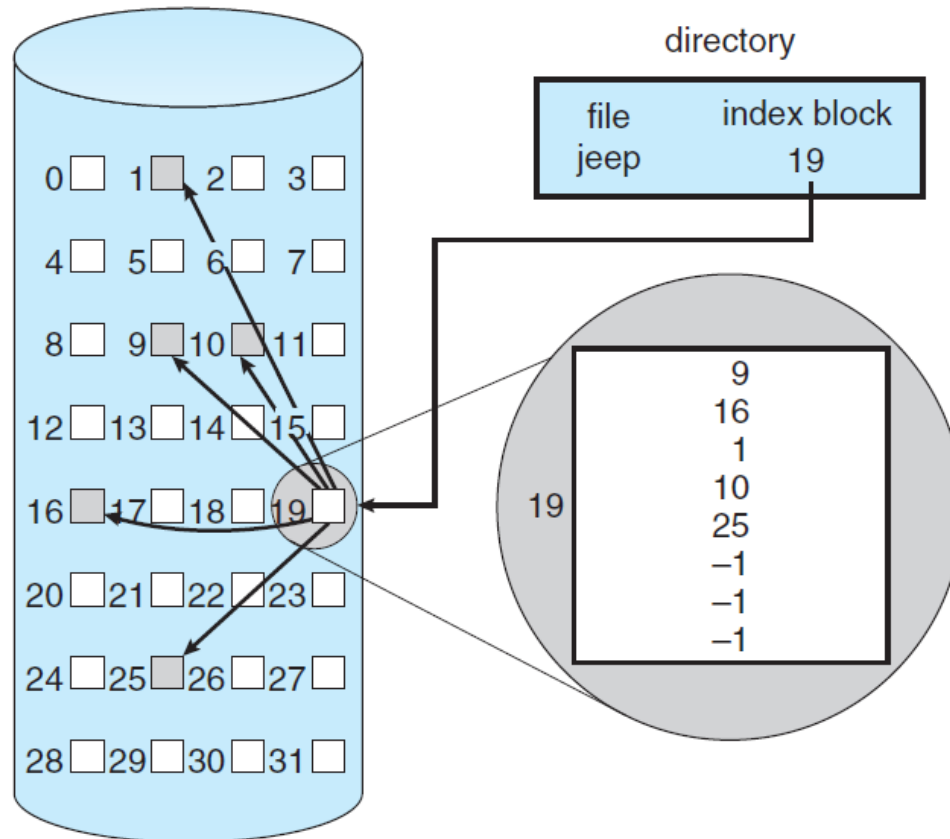 directory
file index block
jeep 19
0 1 2 3
4 5 6 7
8 9 10 11
12 13 14 15
16 17 18 19
20 21 22 23
24 25 26 27
28 29 30 31
19
9
16
1
10
25
–1
–1
–1